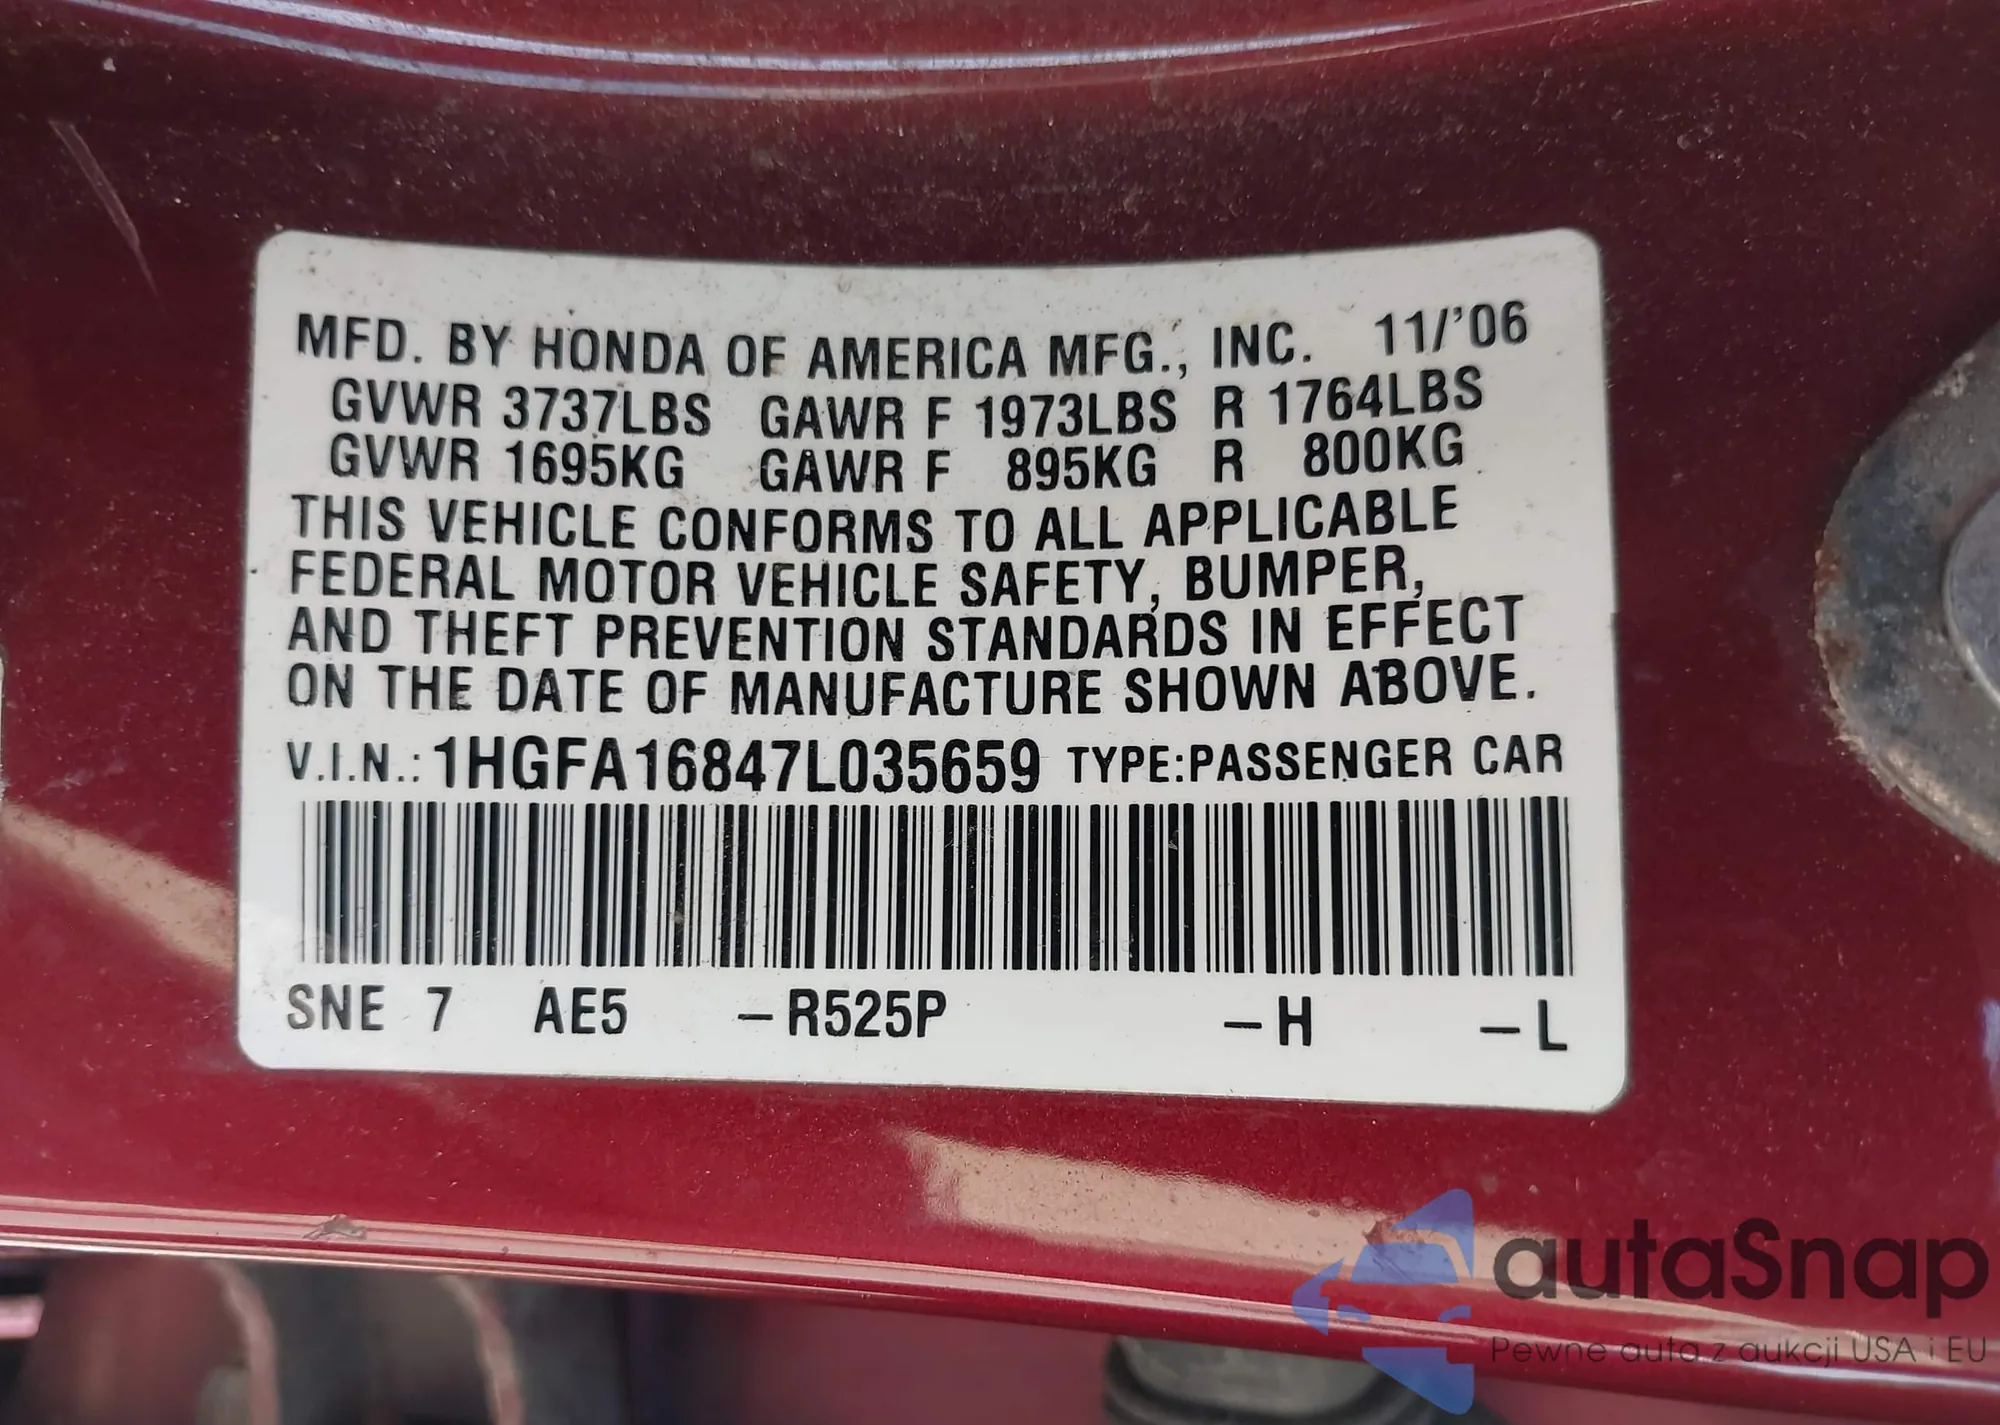 MFD. BY HONDA OF AMERICA MFG., INC. 11/'06
GVWR 3737LBS GAWR F 1973LBS R 1764LBS
GVWR 1695KG GAWR F 895KG R 800KG
THIS VEHICLE CONFORMS TO ALL APPLICABLE
FEDERAL MOTOR VEHICLE SAFETY, BUMPER,
AND THEFT PREVENTION STANDARDS IN EFFECT
ON THE DATE OF MANUFACTURE SHOWN ABOVE.
V.I.N.: 1HGFA16847L035659 TYPE:PASSENGER CAR
SNE 7 AE5 –R525P –H –L
autaSnap
Pewne auta z aukcji USA i EU